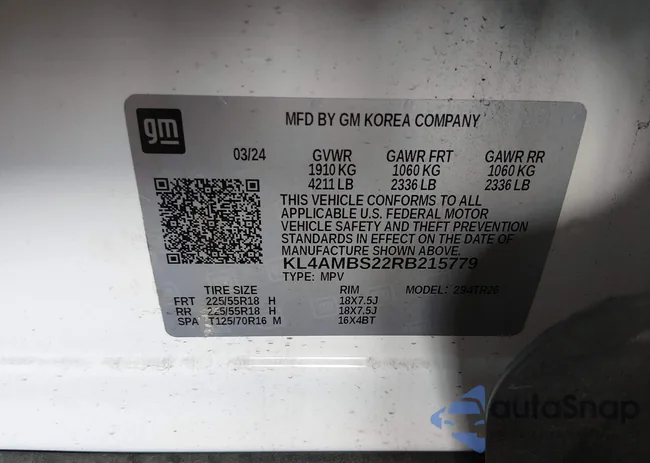 gm
MFD BY GM KOREA COMPANY
03/24 GVWR GAWR FRT GAWR RR
1910 KG 1060 KG 1060 KG
4211 LB 2336 LB 2336 LB
THIS VEHICLE CONFORMS TO ALL
APPLICABLE U.S. FEDERAL MOTOR
VEHICLE SAFETY AND THEFT PREVENTION
STANDARDS IN EFFECT ON THE DATE OF
MANUFACTURE SHOWN ABOVE.
KL4AMBS22RB215779
TYPE: MPV
TIRE SIZE RIM MODEL: 294TR26
FRT 225/55R18 H 18X7.5J
RR 225/55R18 H 18X7.5J
SPA T125/70R16 M 16X4BT
autoSnap